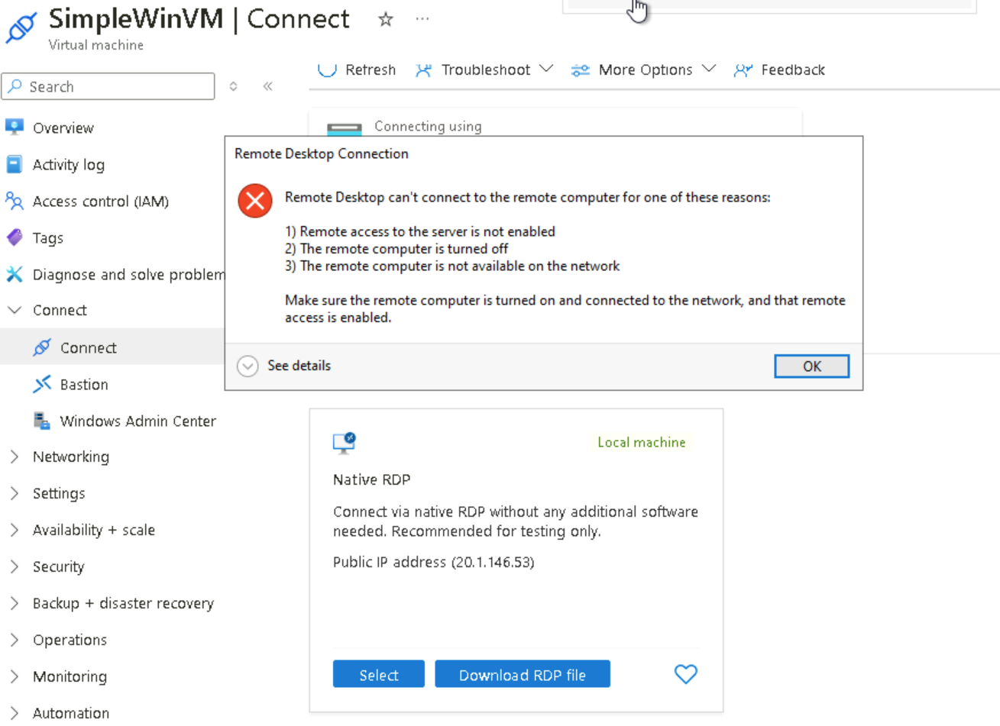 SimpleWinVM | Connect
Virtual machine
Search
Refresh
Troubleshoot
More Options
Feedback
Overview
Activity log
Access control (IAM)
Tags
Diagnose and solve problem
Connect
Connect
Bastion
Windows Admin Center
Networking
Settings
Availability + scale
Security
Backup + disaster recovery
Operations
Monitoring
Automation
Connecting using
Remote Desktop Connection
Remote Desktop can't connect to the remote computer for one of these reasons:
1) Remote access to the server is not enabled
2) The remote computer is turned off
3) The remote computer is not available on the network
Make sure the remote computer is turned on and connected to the network, and that remote
access is enabled.
See details
OK
Local machine
Native RDP
Connect via native RDP without any additional software
needed. Recommended for testing only.
Public IP address (20.1.146.53)
Select
Download RDP file